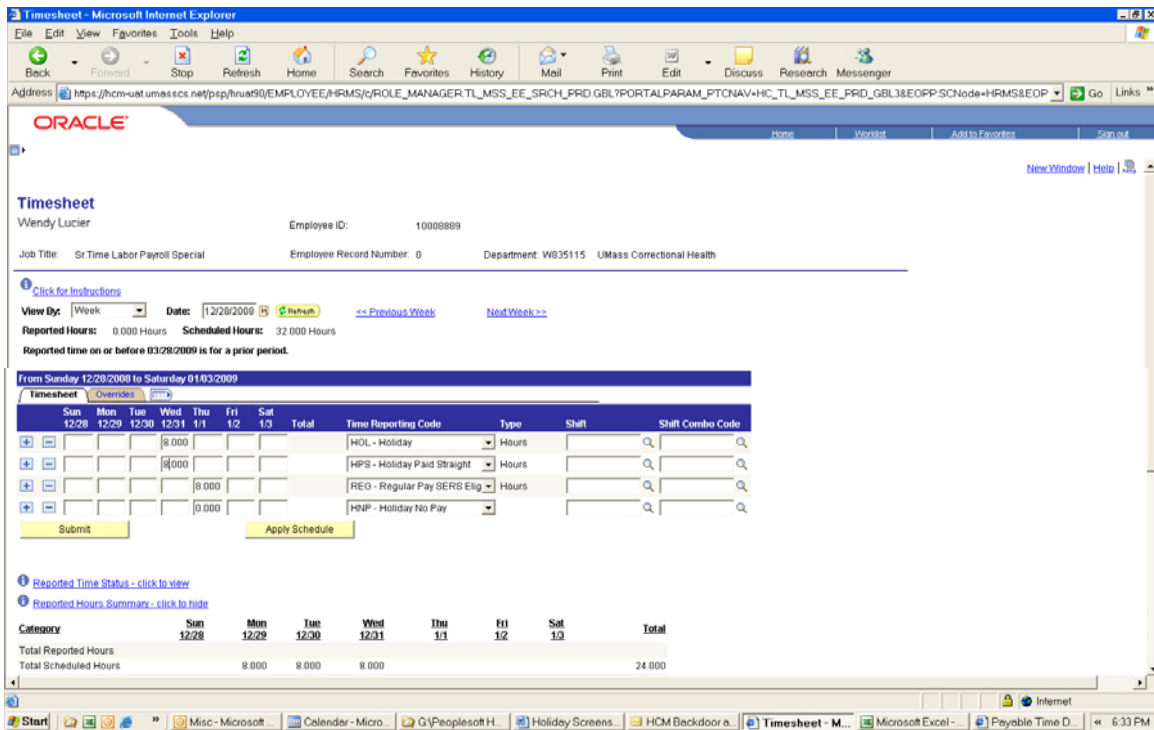 Timesheet - Microsoft Internet Explorer
File Edit View Favorites Tools Help
Back Forward Stop Refresh Home Search Favorites History Mail Print Edit Discuss Research Messenger
Address https://hcm-uat.umasscs.net/psp/hruat90/EMPLOYEE/HRMS/c/ROLE_MANAGER.TL_MSS_EE_SRCH_PRD.GBL?PORTALPARAM_PTCNAV=HC_TL_MSS_EE_PRD_GBL3&EOPP.SCNode=HRMS&EOP Go Links »
ORACLE
Home Worklist Add to Favorites Sign out
New Window | Help |
Timesheet
Wendy Lucier Employee ID: 10008889
Job Title: Sr.Time Labor Payroll Special Employee Record Number: 0 Department: W835115 UMass Correctional Health
Click for Instructions
View By: Week Date: 12/28/2008 Refresh << Previous Week Next Week >>
Reported Hours: 0.000 Hours Scheduled Hours: 32.000 Hours
Reported time on or before 03/28/2009 is for a prior period.
From Sunday 12/28/2008 to Saturday 01/03/2009
Timesheet Overrides
Sun 12/28 Mon 12/29 Tue 12/30 Wed 12/31 Thu 1/1 Fri 1/2 Sat 1/3 Total Time Reporting Code Type Shift Shift Combo Code
8.000 HOL - Holiday Hours
8.000 HPS - Holiday Paid Straight Hours
8.000 REG - Regular Pay SERS Elig Hours
0.000 HNP - Holiday No Pay
Submit Apply Schedule
Reported Time Status - click to view
Reported Hours Summary - click to hide
Category Sun 12/28 Mon 12/29 Tue 12/30 Wed 12/31 Thu 1/1 Fri 1/2 Sat 1/3 Total
Total Reported Hours
Total Scheduled Hours 8.000 8.000 8.000 24.000
Internet
Start » Misc - Microsoft ... Calendar - Micro... G:\Peoplesoft H... Holiday Screens... HCM Backdoor a... Timesheet - M... Microsoft Excel - ... Payable Time D... « 6:33 PM